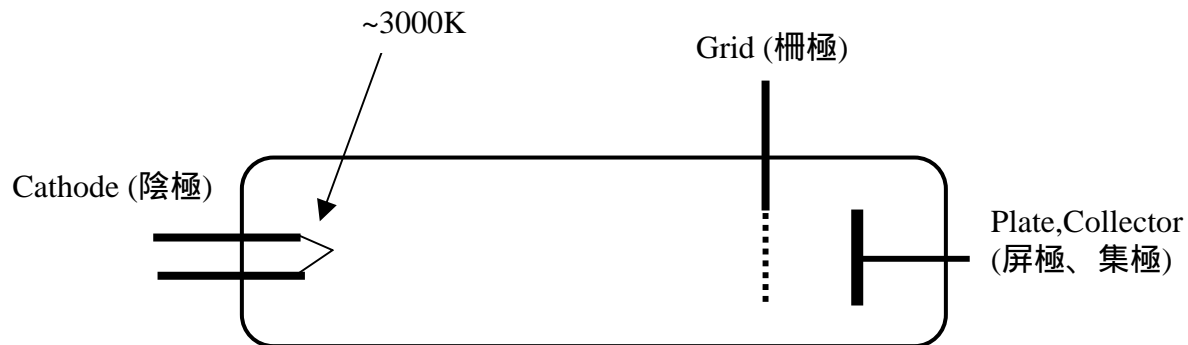 ~3000K
Grid (柵極)
Cathode (陰極)
Plate,Collector
(屏極、集極)